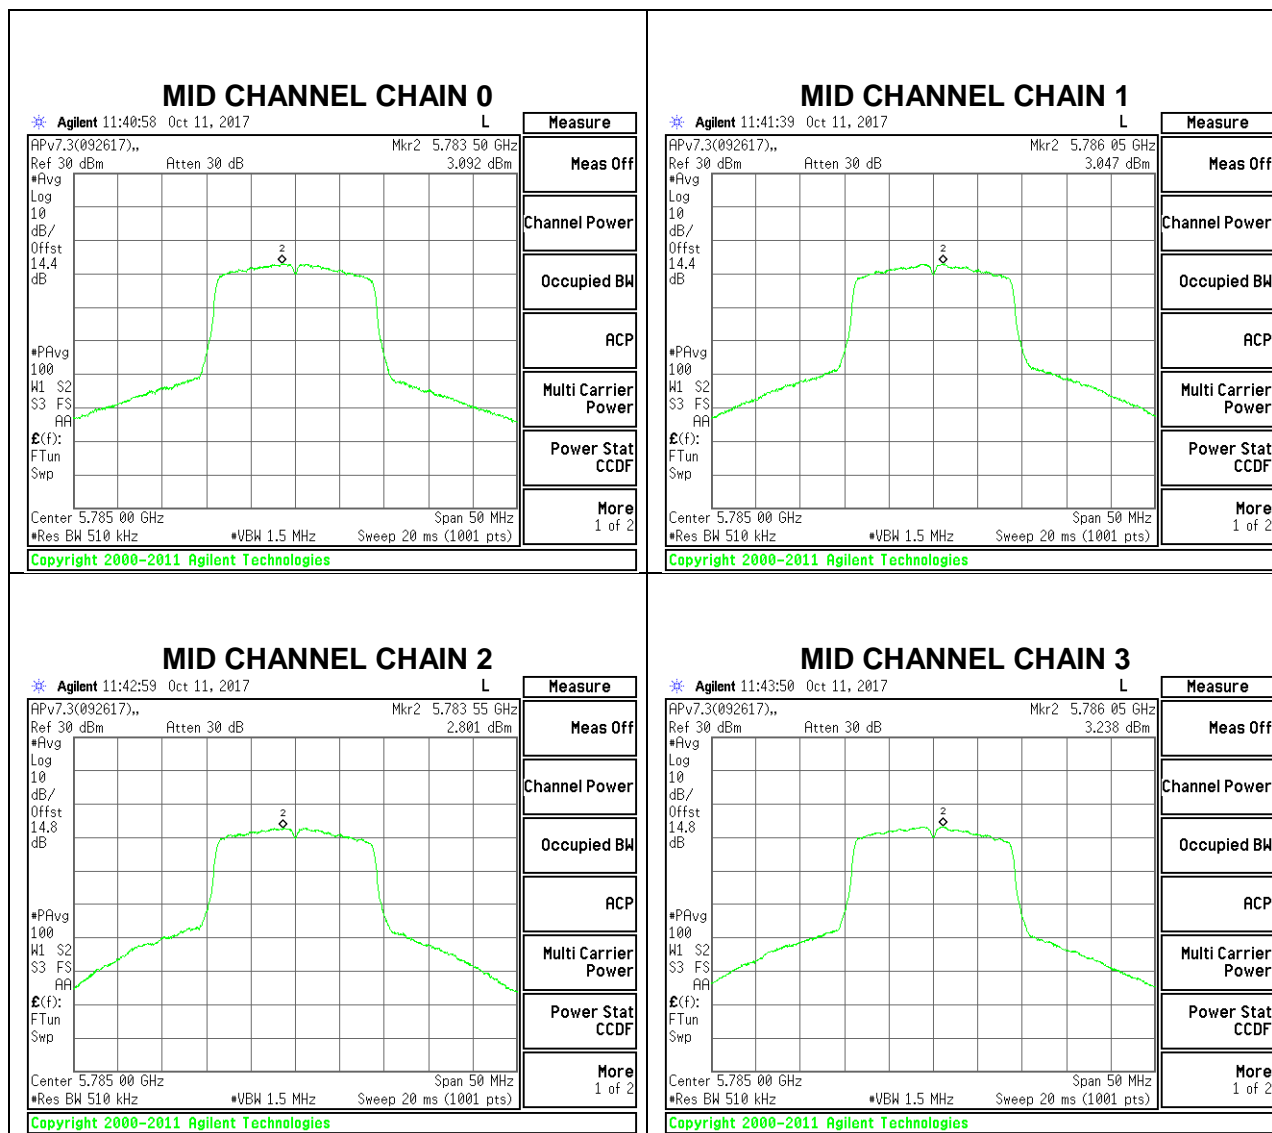 MID CHANNEL CHAIN 0
Agilent 11:40:58 Oct 11, 2017 L
Measure
APv7.3(092617),, Mkr2 5.783 50 GHz
Ref 30 dBm Atten 30 dB 3.092 dBm
#Avg
Log
10
dB/
Offst
14.4
dB
2
#PAvg
100
W1 S2
S3 FS
AA
£(f):
FTun
Swp
Center 5.785 00 GHz Span 50 MHz
#Res BW 510 kHz #VBW 1.5 MHz Sweep 20 ms (1001 pts)
Meas Off
Channel Power
Occupied BW
ACP
Multi Carrier
Power
Power Stat
CCDF
More
1 of 2
Copyright 2000-2011 Agilent Technologies
MID CHANNEL CHAIN 1
Agilent 11:41:39 Oct 11, 2017 L
Measure
APv7.3(092617),, Mkr2 5.786 05 GHz
Ref 30 dBm Atten 30 dB 3.047 dBm
#Avg
Log
10
dB/
Offst
14.4
dB
2
#PAvg
100
W1 S2
S3 FS
AA
£(f):
FTun
Swp
Center 5.785 00 GHz Span 50 MHz
#Res BW 510 kHz #VBW 1.5 MHz Sweep 20 ms (1001 pts)
Meas Off
Channel Power
Occupied BW
ACP
Multi Carrier
Power
Power Stat
CCDF
More
1 of 2
Copyright 2000-2011 Agilent Technologies
MID CHANNEL CHAIN 2
Agilent 11:42:59 Oct 11, 2017 L
Measure
APv7.3(092617),, Mkr2 5.783 55 GHz
Ref 30 dBm Atten 30 dB 2.801 dBm
#Avg
Log
10
dB/
Offst
14.8
dB
2
#PAvg
100
W1 S2
S3 FS
AA
£(f):
FTun
Swp
Center 5.785 00 GHz Span 50 MHz
#Res BW 510 kHz #VBW 1.5 MHz Sweep 20 ms (1001 pts)
Meas Off
Channel Power
Occupied BW
ACP
Multi Carrier
Power
Power Stat
CCDF
More
1 of 2
Copyright 2000-2011 Agilent Technologies
MID CHANNEL CHAIN 3
Agilent 11:43:50 Oct 11, 2017 L
Measure
APv7.3(092617),, Mkr2 5.786 05 GHz
Ref 30 dBm Atten 30 dB 3.238 dBm
#Avg
Log
10
dB/
Offst
14.8
dB
2
#PAvg
100
W1 S2
S3 FS
AA
£(f):
FTun
Swp
Center 5.785 00 GHz Span 50 MHz
#Res BW 510 kHz #VBW 1.5 MHz Sweep 20 ms (1001 pts)
Meas Off
Channel Power
Occupied BW
ACP
Multi Carrier
Power
Power Stat
CCDF
More
1 of 2
Copyright 2000-2011 Agilent Technologies